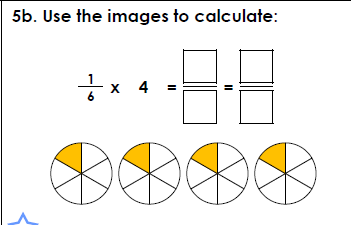 5b. Use the images to calculate:
1/6 x 4 = =